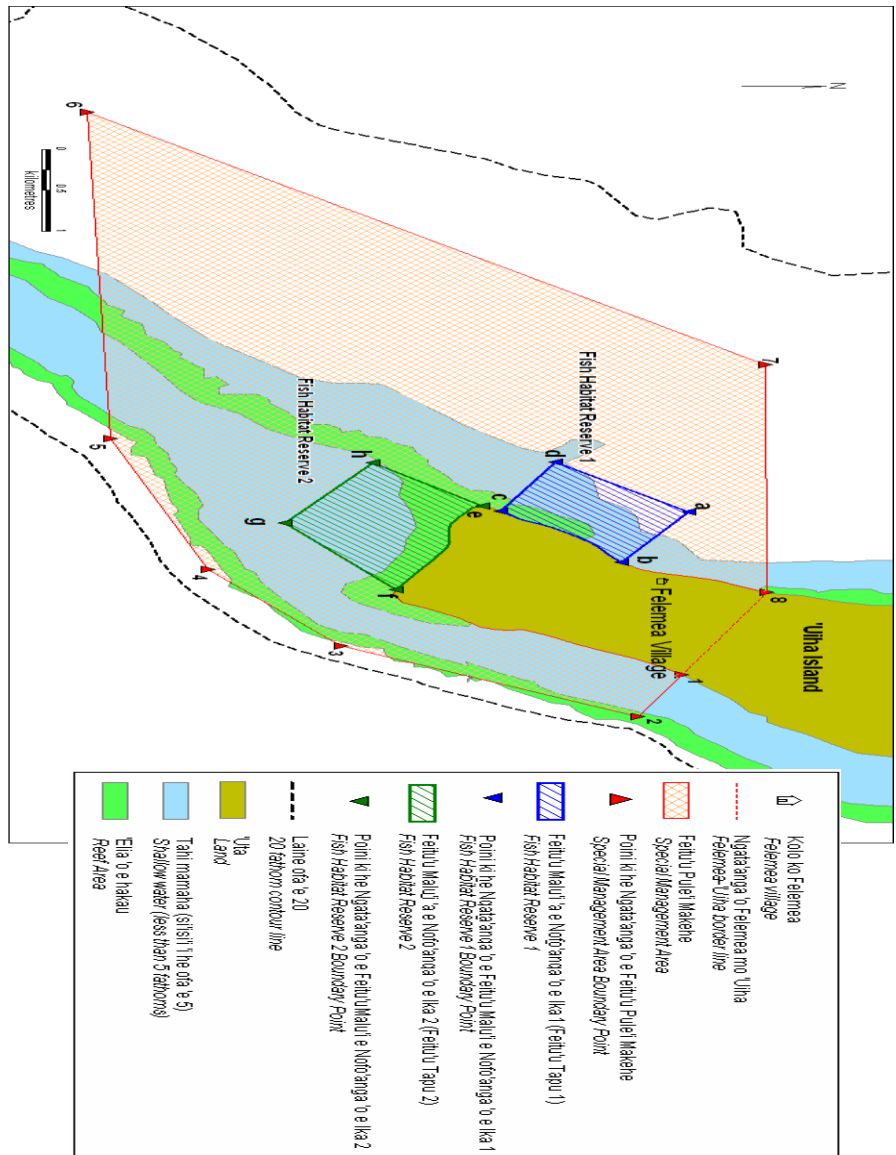 N
6
0
0.5
1
kilometres
7
Fish Habitat Reserve 1
Fish Habitat Reserve 2
a
b
c
d
e
f
g
h
8
'Uiha Island
Felemea Village
1
2
3
4
5
Kolo ko Felemea
Felemea village
Ngata'anga 'o Felemea mo 'Uiha
Felemea-'Uiha border line
Feitu'u Pule'i Makehe
Special Management Area
Poini ki he Ngata'anga 'o e Feitu'u Pule'i Makehe
Special Management Area Boundary Point
Feitu'u Malu'i 'a e Nofo'anga 'o e Ika 1 (Feitu'u Tapu 1)
Fish Habitat Reserve 1
Poini ki he Ngata'anga 'o e Feitu'u Malu'i e Nofo'anga 'o e Ika 1
Fish Habitat Reserve 1 Boundary Point
Feitu'u Maluj 'a e Nofo'anga 'o e Ika 2 (Feitu'u Tapu 2)
Fish Habitat Reserve 2
Poini ki he Ngata'anga 'o e Feitu'u Malu'i e Nofo'anga 'o e Ika 2
Fish Habitat Reserve 2 Boundary Point
Laine ofa 'e 20
20 fathom contour line
'Uta
Land
Tahi mamaha (si'isi'i 'i he ofa 'e 5)
Shallow water (less than 5 fathoms)
'Elia 'o e hakau
Reef Area